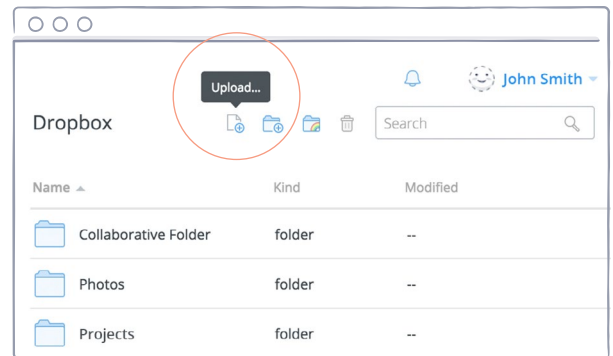 Upload...
John Smith
Dropbox
Search
Name Kind Modified
Collaborative Folder folder --
Photos folder --
Projects folder --